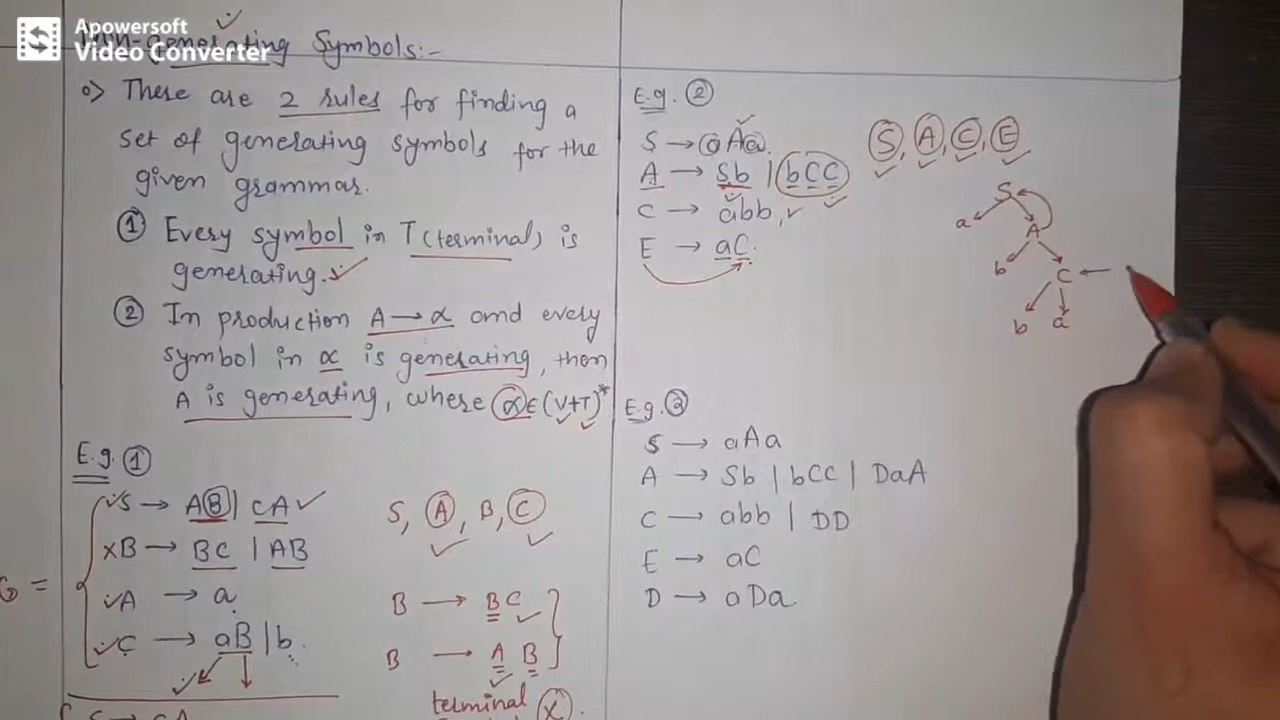 Apowersoft
Video Converter
Symbols:-
There are 2 rules for finding a
set of generating symbols for the
given grammar.
① Every symbol in T (terminal) is
generating.
② In production A → α and every
symbol in α is generating, then
A is generating, where α ∈ (V+T)*
E.g. ①
G =
S → AB | CA
B → BC | AB
A → a
C → aB | b
S, A, B, C
B → BC
B → A B
terminal
E.g. ②
S → aAa
A → Sb | bCC
C → abb
E → aC
S, A, C, E
S
a A
b C
b a
E.g. ③
S → aAa
A → Sb | bCC | DaA
C → abb | DD
E → aC
D → aDa